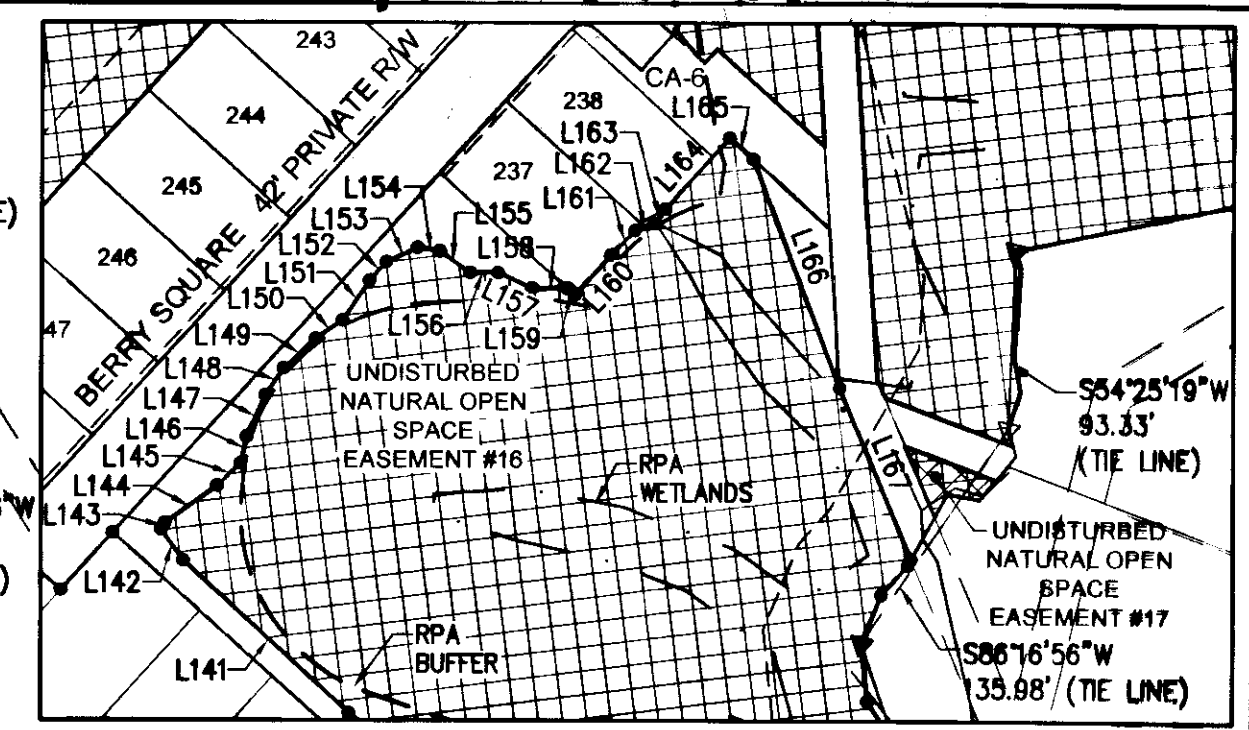 243
244
245
246
47
BERRY SQUARE 42' PRIVATE R/W
238
237
CA-6
L165
L164
L163
L162
L161
L160
L154
L155
L153
L152
L151
L150
L158
L157
L156
L159
L149
L148
L147
L146
L145
L144
L143
L142
L141
L166
L167
UNDISTURBED
NATURAL OPEN
SPACE
EASEMENT #16
RPA
WETLANDS
RPA
BUFFER
S54°25'19"W
93.33'
(TIE LINE)
UNDISTURBED
NATURAL OPEN
SPACE
EASEMENT #17
S86°16'56"W
135.98' (TIE LINE)
E)
"W
)